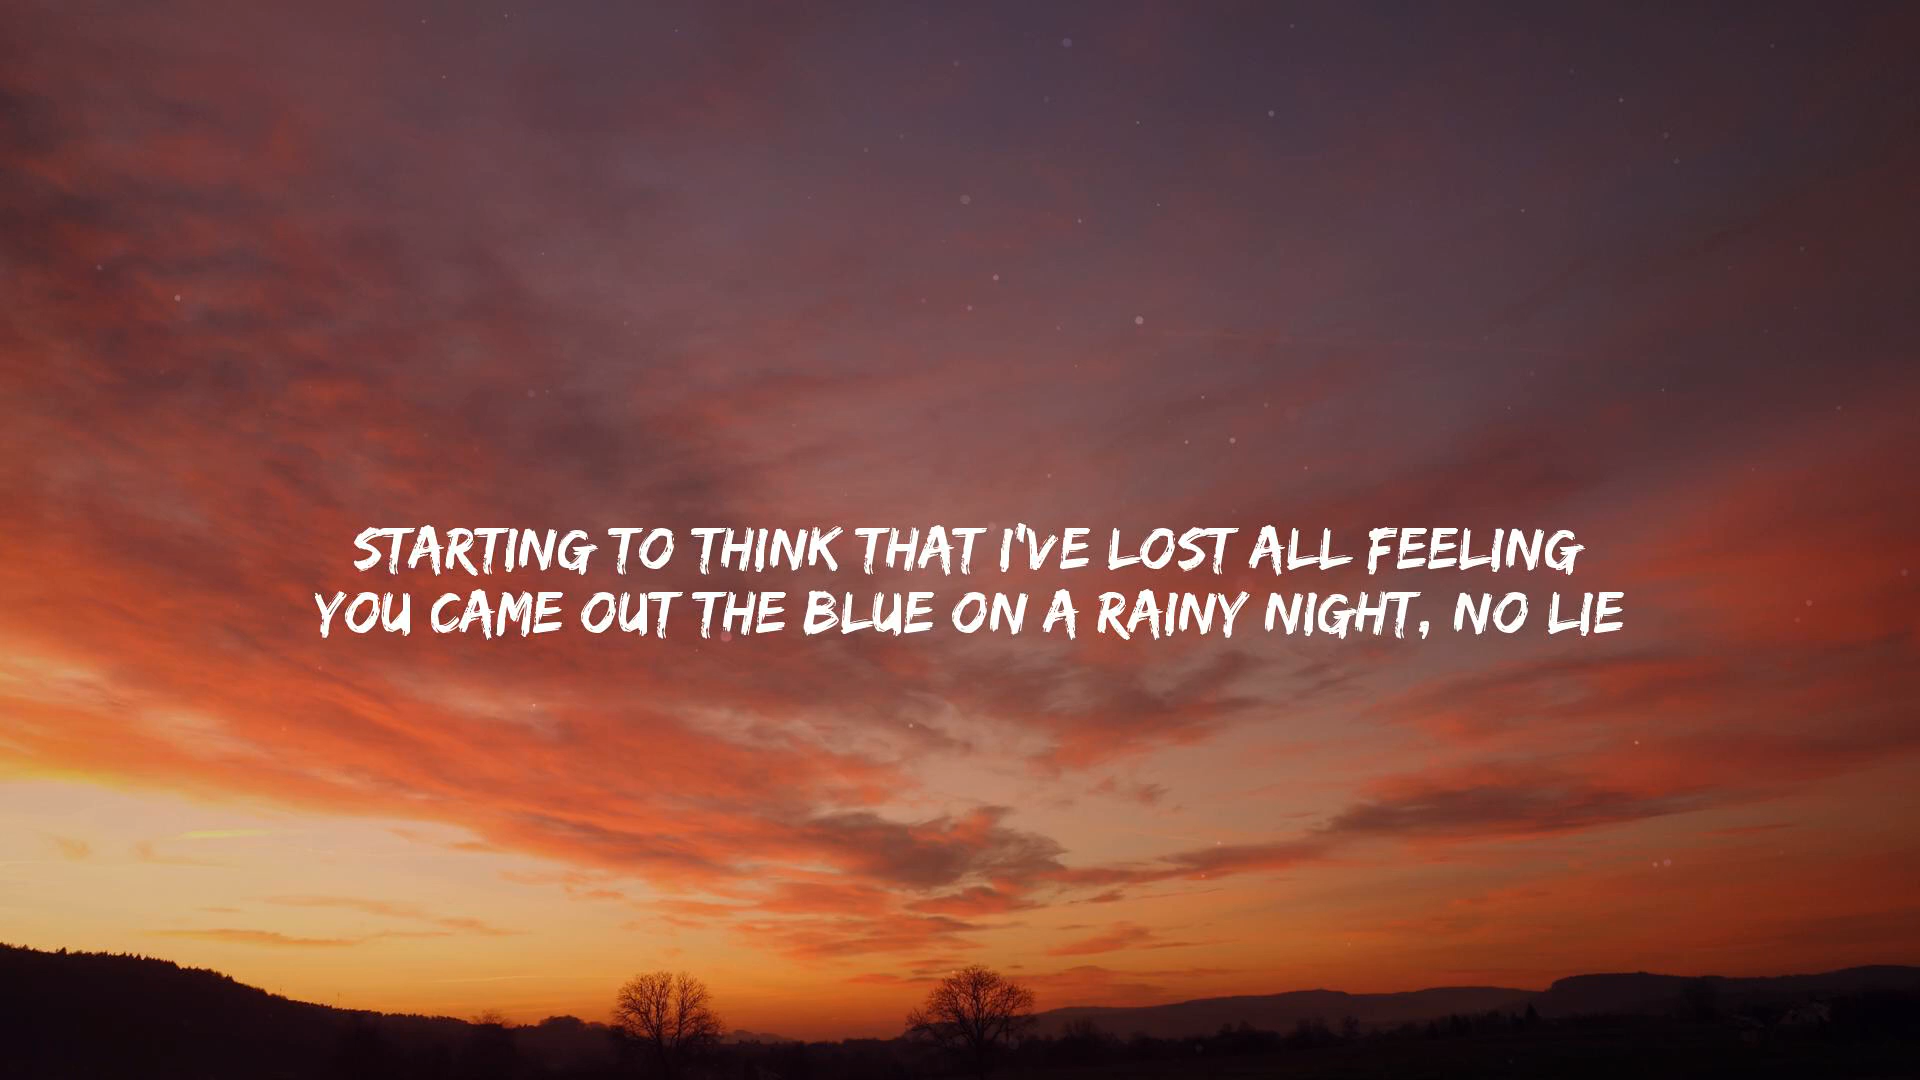 STARTING TO THINK THAT I'VE LOST ALL FEELING
YOU CAME OUT THE BLUE ON A RAINY NIGHT, NO LIE